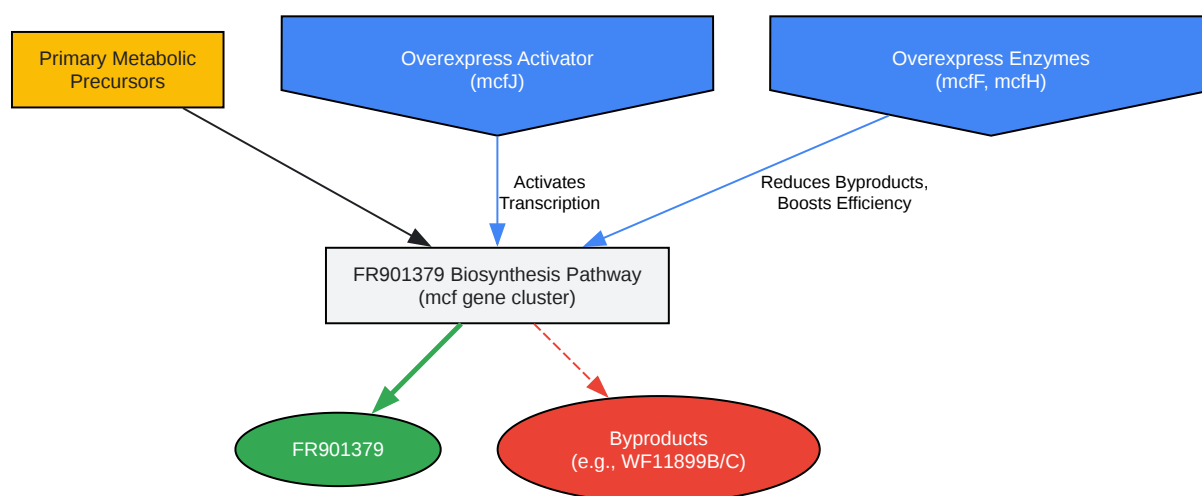 Primary Metabolic
Precursors
Overexpress Activator
(mcfJ)
Overexpress Enzymes
(mcfF, mcfH)
Activates
Transcription
Reduces Byproducts,
Boosts Efficiency
FR901379 Biosynthesis Pathway
(mcf gene cluster)
FR901379
Byproducts
(e.g., WF11899B/C)